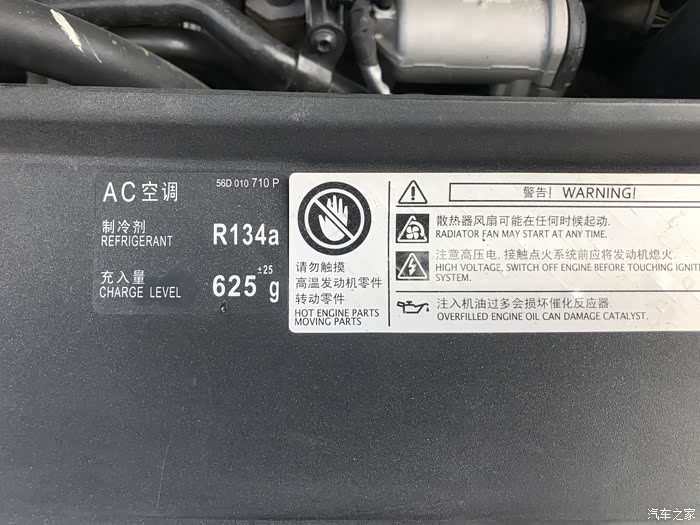 AC空调
56D 010 710 P
制冷剂
REFRIGERANT
R134a
充入量
CHARGE LEVEL
625 ±25 g
请勿触摸
高温发动机零件
转动零件
HOT ENGINE PARTS
MOVING PARTS
警告! WARNING!
散热器风扇可能在任何时候起动.
RADIATOR FAN MAY START AT ANY TIME.
注意高压电, 接触点火系统前应将发动机熄火.
HIGH VOLTAGE, SWITCH OFF ENGINE BEFORE TOUCHING IGNITI
SYSTEM.
注入机油过多会损坏催化反应器.
OVERFILLED ENGINE OIL CAN DAMAGE CATALYST.
汽车之家